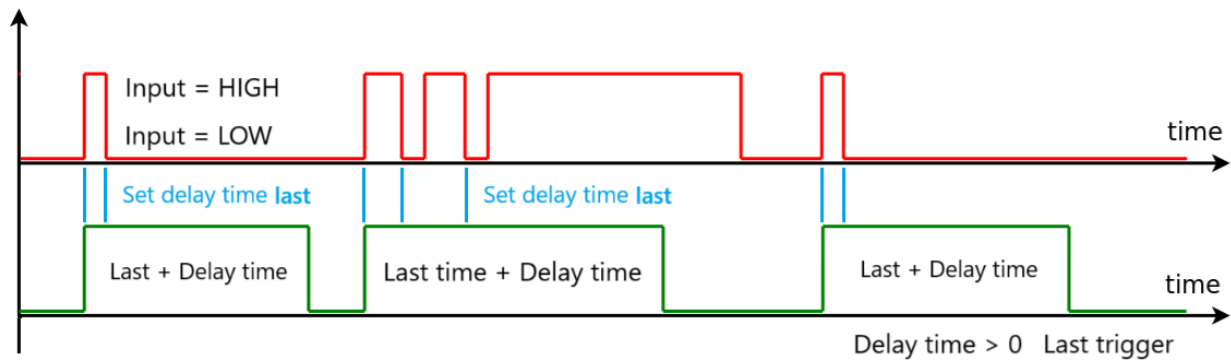 Input = HIGH
Input = LOW
time
Set delay time last
Set delay time last
Last + Delay time
Last time + Delay time
Last + Delay time
time
Delay time > 0 Last trigger